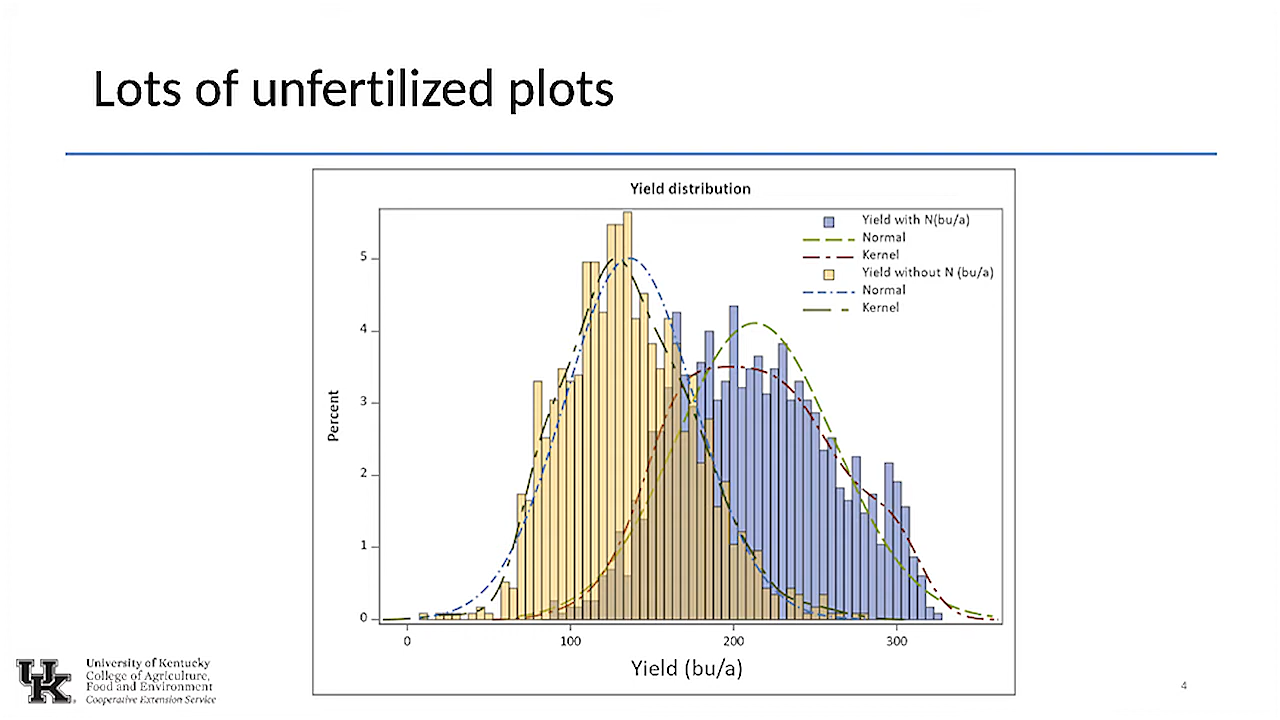 Lots of unfertilized plots
Yield distribution
Yield with N(bu/a)
Normal
Kernel
Yield without N (bu/a)
Normal
Kernel
5
4
3
2
1
0
Percent
0 100 200 300
Yield (bu/a)
UK
University of Kentucky
College of Agriculture,
Food and Environment
Cooperative Extension Service
4